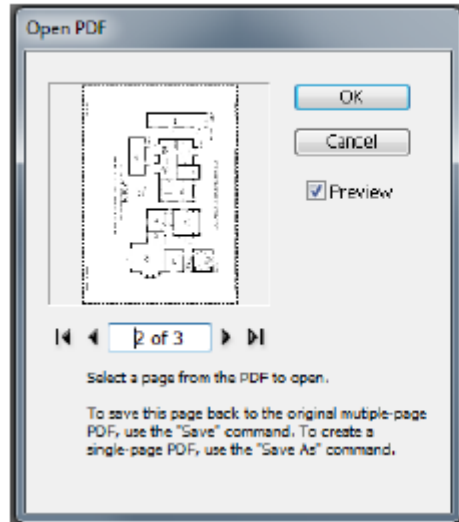 Open PDF
OK
Cancel
Preview
2 of 3
Select a page from the PDF to open.
To save this page back to the original mutiple-page
PDF, use the "Save" command. To create a
single-page PDF, use the "Save As" command.